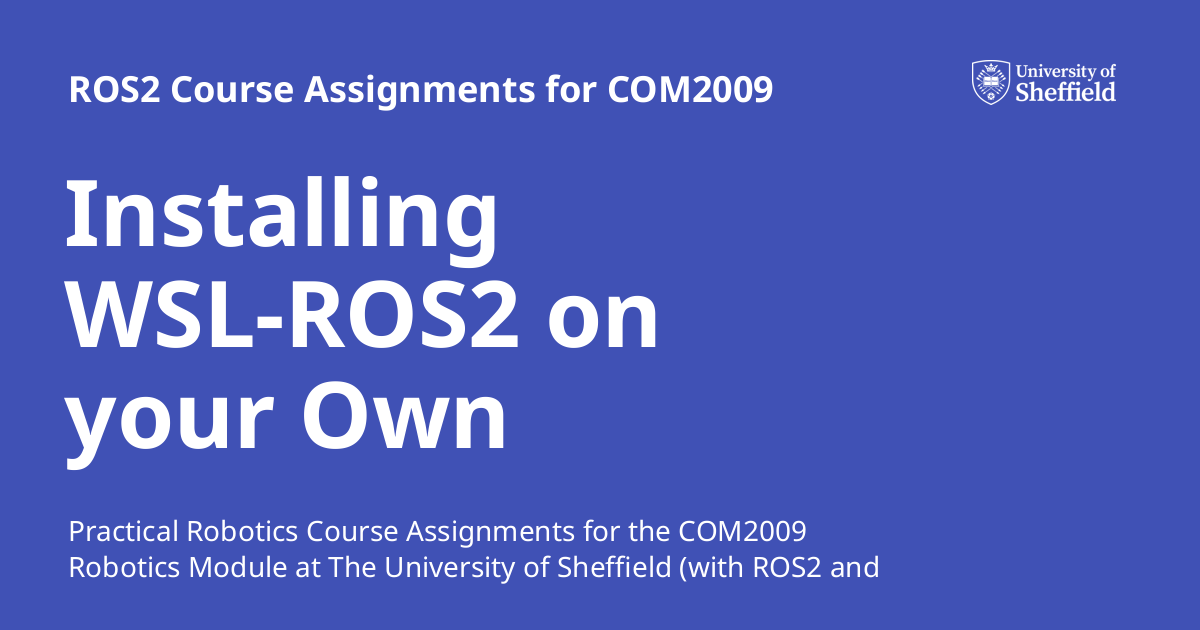 ROS2 Course Assignments for COM2009
University of
Sheffield
Installing
WSL-ROS2 on
your Own
Practical Robotics Course Assignments for the COM2009
Robotics Module at The University of Sheffield (with ROS2 and